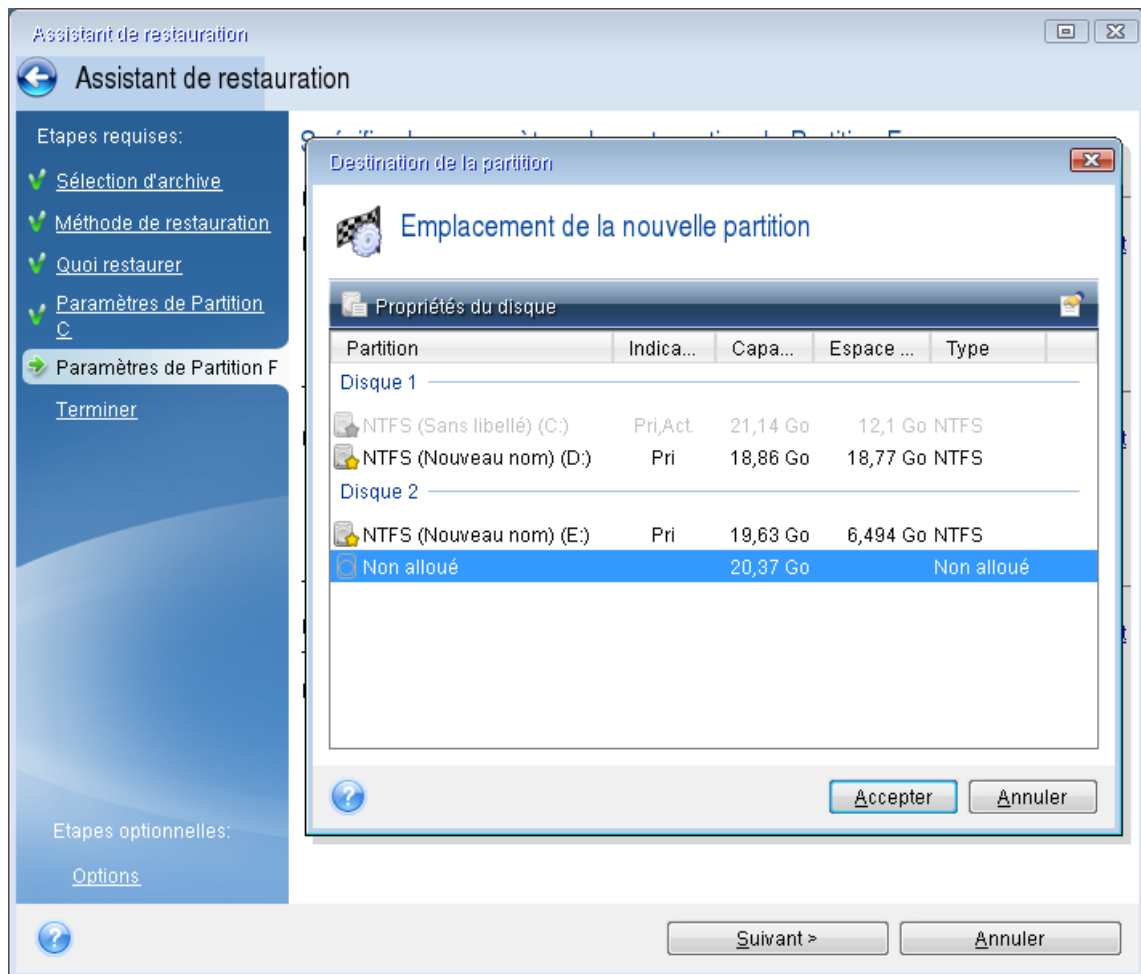 Assistant de restauration
Assistant de restauration
Etapes requises:
Sélection d'archive
Méthode de restauration
Quoi restaurer
Paramètres de Partition
C
Paramètres de Partition F
Terminer
Etapes optionnelles:
Options
Destination de la partition
Emplacement de la nouvelle partition
Propriétés du disque
Partition Indica... Capa... Espace ... Type
Disque 1
NTFS (Sans libellé) (C:) Pri,Act. 21,14 Go 12,1 Go NTFS
NTFS (Nouveau nom) (D:) Pri 18,86 Go 18,77 Go NTFS
Disque 2
NTFS (Nouveau nom) (E:) Pri 19,63 Go 6,494 Go NTFS
Non alloué 20,37 Go Non alloué
Accepter Annuler
Suivant > Annuler